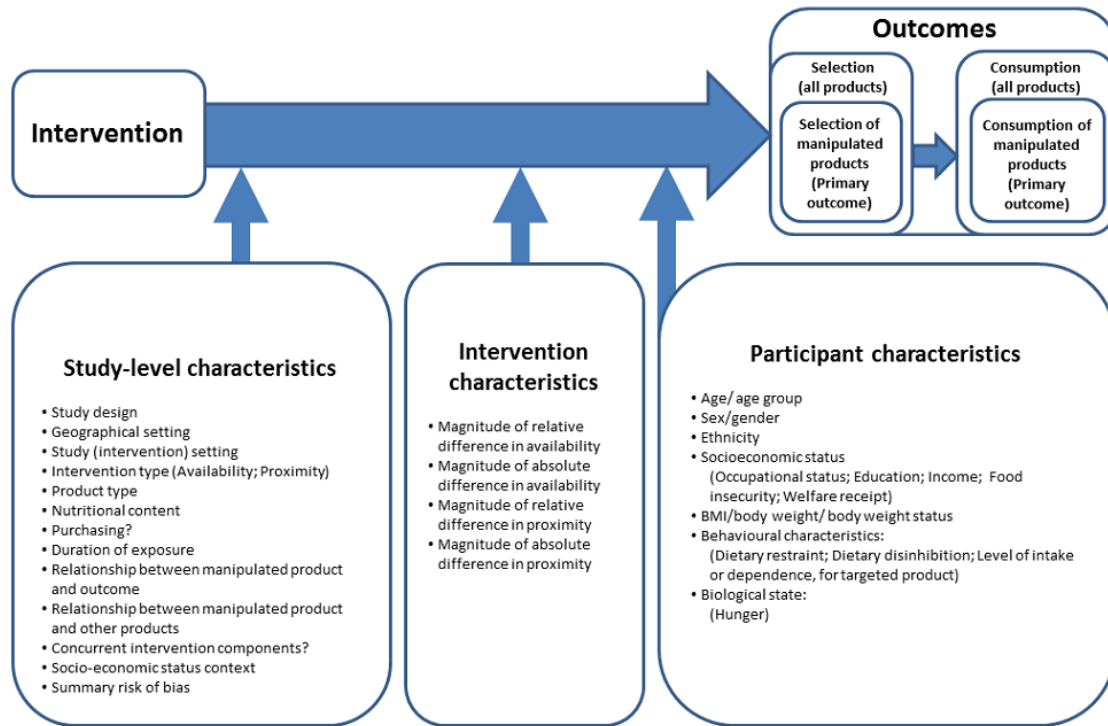 Outcomes
Intervention
Selection
(all products)
Selection of
manipulated
products
(Primary
outcome)
Consumption
(all products)
Consumption of
manipulated
products
(Primary
outcome)
Study-level characteristics
• Study design
• Geographical setting
• Study (intervention) setting
• Intervention type (Availability; Proximity)
• Product type
• Nutritional content
• Purchasing?
• Duration of exposure
• Relationship between manipulated product
and outcome
• Relationship between manipulated product
and other products
• Concurrent intervention components?
• Socio-economic status context
• Summary risk of bias
Intervention
characteristics
• Magnitude of relative
difference in availability
• Magnitude of absolute
difference in availability
• Magnitude of relative
difference in proximity
• Magnitude of absolute
difference in proximity
Participant characteristics
• Age/ age group
• Sex/gender
• Ethnicity
• Socioeconomic status
(Occupational status; Education; Income; Food
insecurity; Welfare receipt)
• BMI/body weight/ body weight status
• Behavioural characteristics:
(Dietary restraint; Dietary disinhibition; Level of intake
or dependence, for targeted product)
• Biological state:
(Hunger)